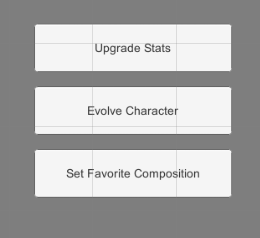 Upgrade Stats
Evolve Character
Set Favorite Composition